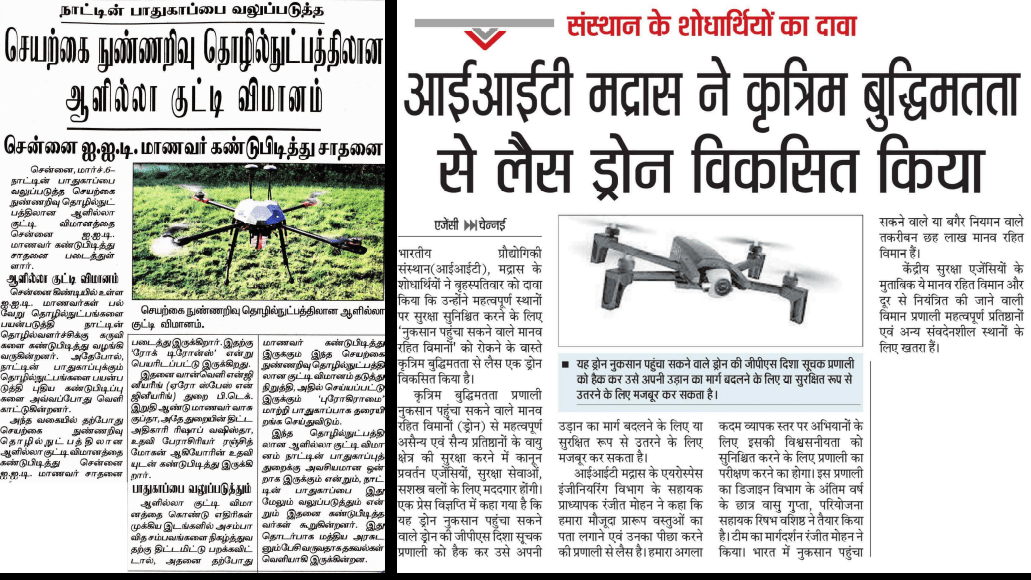 நாட்டின் பாதுகாப்பை வலுப்படுத்த
செயற்கை நுண்ணறிவு தொழில்நுட்பத்திலான
ஆளில்லா குட்டி விமானம்
சென்னை ஐ.ஐ.டி. மாணவர் கண்டுபிடித்து சாதனை
சென்னை,மார்ச்.6-
நாட்டின் பாதுகாப்பை
வலுப்படுத்த செயற்கை
நுண்ணறிவு தொழில்நுட்
பத்திலான ஆளில்லா
குட்டி விமானத்தை
சென்னை ஐ.ஐ.டி.
மாணவர் கண்டுபிடித்து
சாதனை படைத்துள்
ளார்.
ஆளில்லா குட்டி விமானம்
சென்னை கிண்டியில் உள்ள
ஐ.ஐ.டி. மாணவர்கள் பல்
வேறு தொழில்நுட்பங்களை
பயன்படுத்தி நாட்டின்
தொழில்வளர்ச்சிக்கு கருவி
களை கண்டுபிடித்து வழங்கி
வருகின்றனர். அதேபோல்,
நாட்டின் பாதுகாப்புக்கும்
தொழில்நுட்பங்களை பயன்ப
டுத்தி புதிய கண்டுபிடிப்பு
களை அவ்வப்போது வெளி
காட்டுகின்றனர்.
அந்த வகையில் தற்போது
செயற்கை நுண்ணறிவு
தொழில்நுட்பத்திலான
ஆளில்லா குட்டி விமானத்தை
கண்டுபிடித்து சென்னை
ஐ.ஐ.டி. மாணவர் சாதனை
செயற்கை நுண்ணறிவு தொழில்நுட்பத்திலான ஆளில்லா
குட்டி விமானம்.
படைத்து இருக்கிறார். இதற்கு
'ரோக் டிரோன்ஸ்' என்று
பெயரிடப்பட்டு இருக்கிறது.
இதனை வான்வெளி என்ஜி
னீயரிங் (ஏரோ ஸ்பேஸ் என்
ஜினீயரிங்) துறை பி.டெக்.
இறுதி ஆண்டு மாணவர் வாசு
குப்தா, அதே துறையின் திட்ட
அதிகாரி ரிஷாப் வஷிஸ்தா,
உதவி பேராசிரியர் ரஞ்சித்
மோகன் ஆகியோரின் உதவி
யுடன் கண்டுபிடித்து இருக்கி
றார்.
பாதுகாப்பை வலுப்படுத்தும்
ஆளில்லா குட்டி விமா
னத்தை கொண்டு எதிரிகள்
முக்கிய இடங்களில் அசம்பா
வித சம்பவங்களை நிகழ்த்துவ
தற்கு திட்டமிட்டு பறக்கவிட்
டால், அதனை தற்போது
மாணவர் கண்டுபிடித்து
இருக்கும் இந்த செயற்கை
நுண்ணறிவு தொழில்நுட்பத்தி
லான குட்டி விமானம் தடுத்து
நிறுத்தி, அதில் செய்யப்பட்டு
இருக்கும் 'புரோகிராமை'
மாற்றி பாதுகாப்பாக தரையி
றங்க செய்துவிடும்.
இந்த தொழில்நுட்பத்தி
லான ஆளில்லா குட்டி விமா
னம் நாட்டின் பாதுகாப்புத்
துறைக்கு அவசியமான ஒன்
றாக இருக்கும் என்றும், நாட்
டின் பாதுகாப்பை இது
மேலும் வலுப்படுத்தும் என்
றும் இதனை கண்டுபிடித்த
வர்கள் கூறுகின்றனர். இது
தொடர்பாக மத்திய அரசுட
னும் பேசி வருவதாக தகவல்கள்
வெளியாகி இருக்கின்றன.
संस्थान के शोधार्थियों का दावा
आईआईटी मद्रास ने कृत्रिम बुद्धिमतता
से लैस ड्रोन विकसित किया
एजेंसी चेन्नई
भारतीय प्रौद्योगिकी
संस्थान(आईआईटी), मद्रास के
शोधार्थियों ने बृहस्पतिवार को दावा
किया कि उन्होंने महत्वपूर्ण स्थानों
पर सुरक्षा सुनिश्चित करने के लिए
'नुकसान पहुंचा सकने वाले मानव
रहित विमानों' को रोकने के वास्ते
कृत्रिम बुद्धिमतता से लैस एक ड्रोन
विकसित किया है।
कृत्रिम बुद्धिमतता प्रणाली
नुकसान पहुंचा सकने वाले मानव
रहित विमानों (ड्रोन) से महत्वपूर्ण
असैन्य एवं सैन्य प्रतिष्ठानों के वायु
क्षेत्र की सुरक्षा करने में कानून
प्रवर्तन एजेंसियों, सुरक्षा सेवाओं,
सशस्त्र बलों के लिए मददगार होंगी।
एक प्रेस विज्ञप्ति में कहा गया है कि
यह ड्रोन नुकसान पहुंचा सकने
वाले ड्रोन की जीपीएस दिशा सूचक
प्रणाली को हैक कर उसे अपनी
■ यह ड्रोन नुकसान पहुंचा सकने वाले ड्रोन की जीपीएस दिशा सूचक प्रणाली
को हैक कर उसे अपनी उड़ान का मार्ग बदलने के लिए या सुरक्षित रूप से
उतरने के लिए मजबूर कर सकता है।
उड़ान का मार्ग बदलने के लिए या
सुरक्षित रूप से उतरने के लिए
मजबूर कर सकता है।
आईआईटी मद्रास के एयरोस्पेस
इंजीनियरिंग विभाग के सहायक
प्राध्यापक रंजीत मोहन ने कहा कि
हमारा मौजूदा प्रारूप वस्तुओं का
पता लगाने एवं उनका पीछा करने
की प्रणाली से लैस है। हमारा अगला
कदम व्यापक स्तर पर अभियानों के
लिए इसकी विश्वसनीयता को
सुनिश्चित करने के लिए प्रणाली का
परीक्षण करने का होगा। इस प्रणाली
का डिजाइन विभाग के अंतिम वर्ष
के छात्र वासु गुप्ता, परियोजना
सहायक रिषभ वशिष्ठ ने तैयार किया
है। टीम का मार्गदर्शन रंजीत मोहन ने
किया। भारत में नुकसान पहुंचा
सकने वाले या बगैर नियमन वाले
तकरीबन छह लाख मानव रहित
विमान हैं।
केंद्रीय सुरक्षा एजेंसियों के
मुताबिक ये मानव रहित विमान और
दूर से नियंत्रित की जाने वाली
विमान प्रणाली महत्वपूर्ण प्रतिष्ठानों
एवं अन्य संवदेनशील स्थानों के
लिए खतरा हैं।